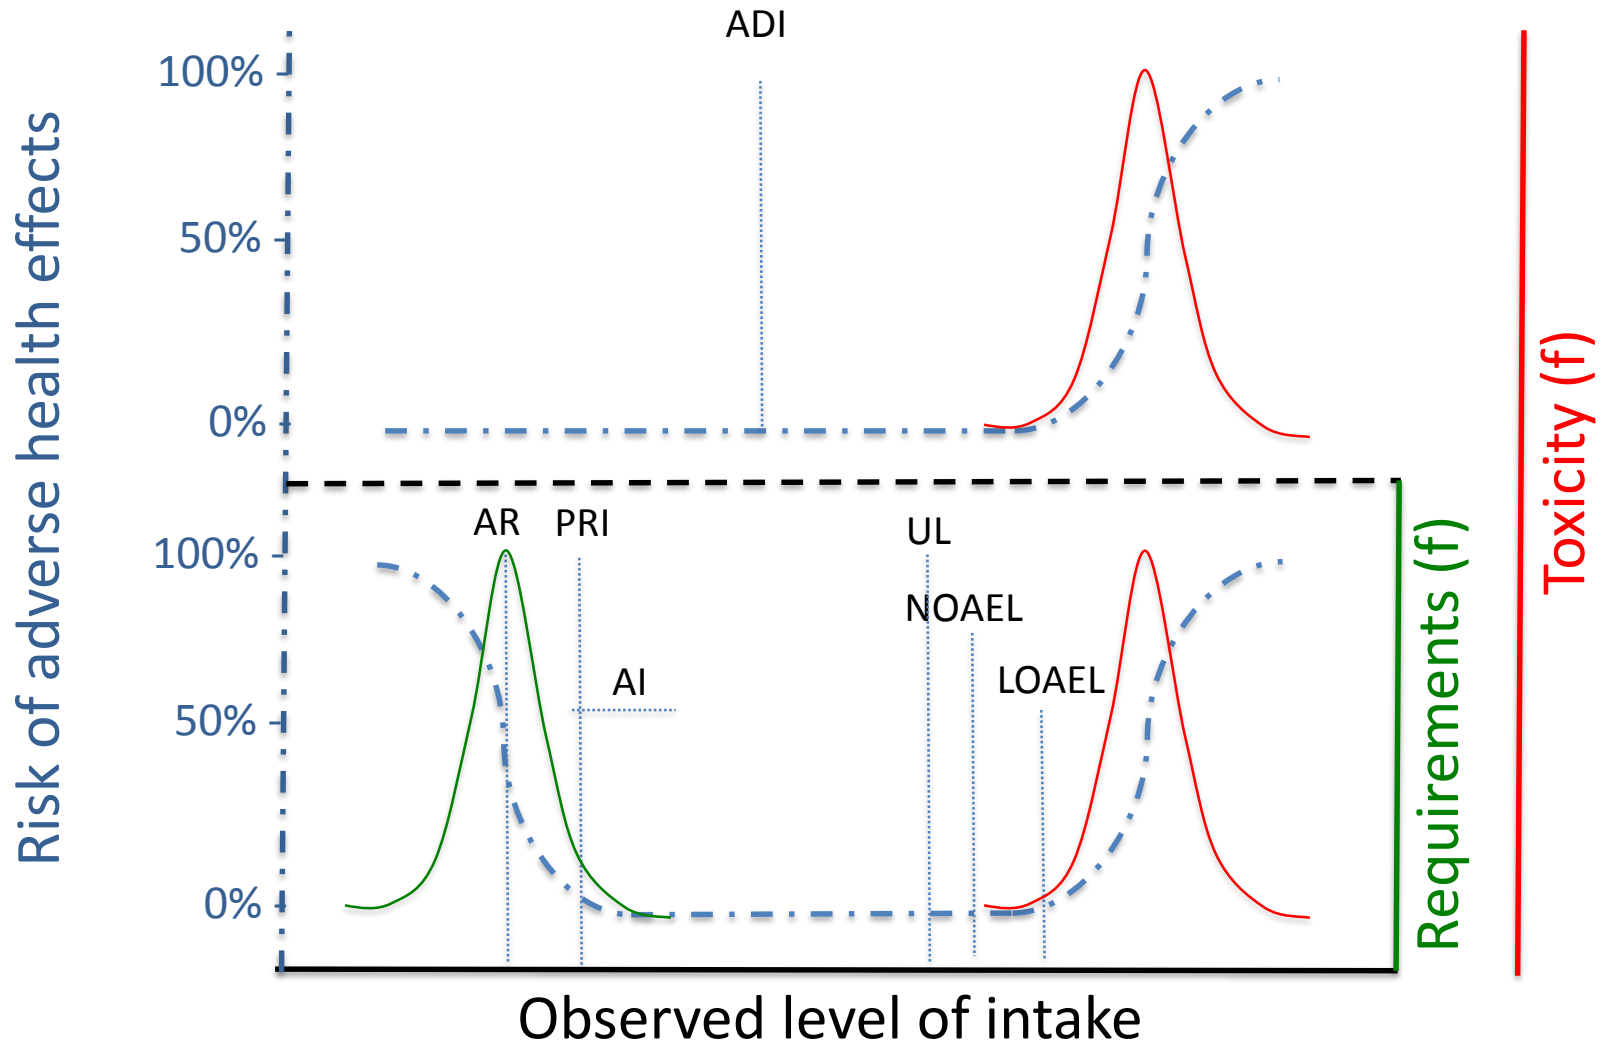 ADI
100%
50%
0%
Risk of adverse health effects
Toxicity (f)
AR
PRI
UL
100%
NOAEL
LOAEL
AI
50%
0%
Requirements (f)
Observed level of intake